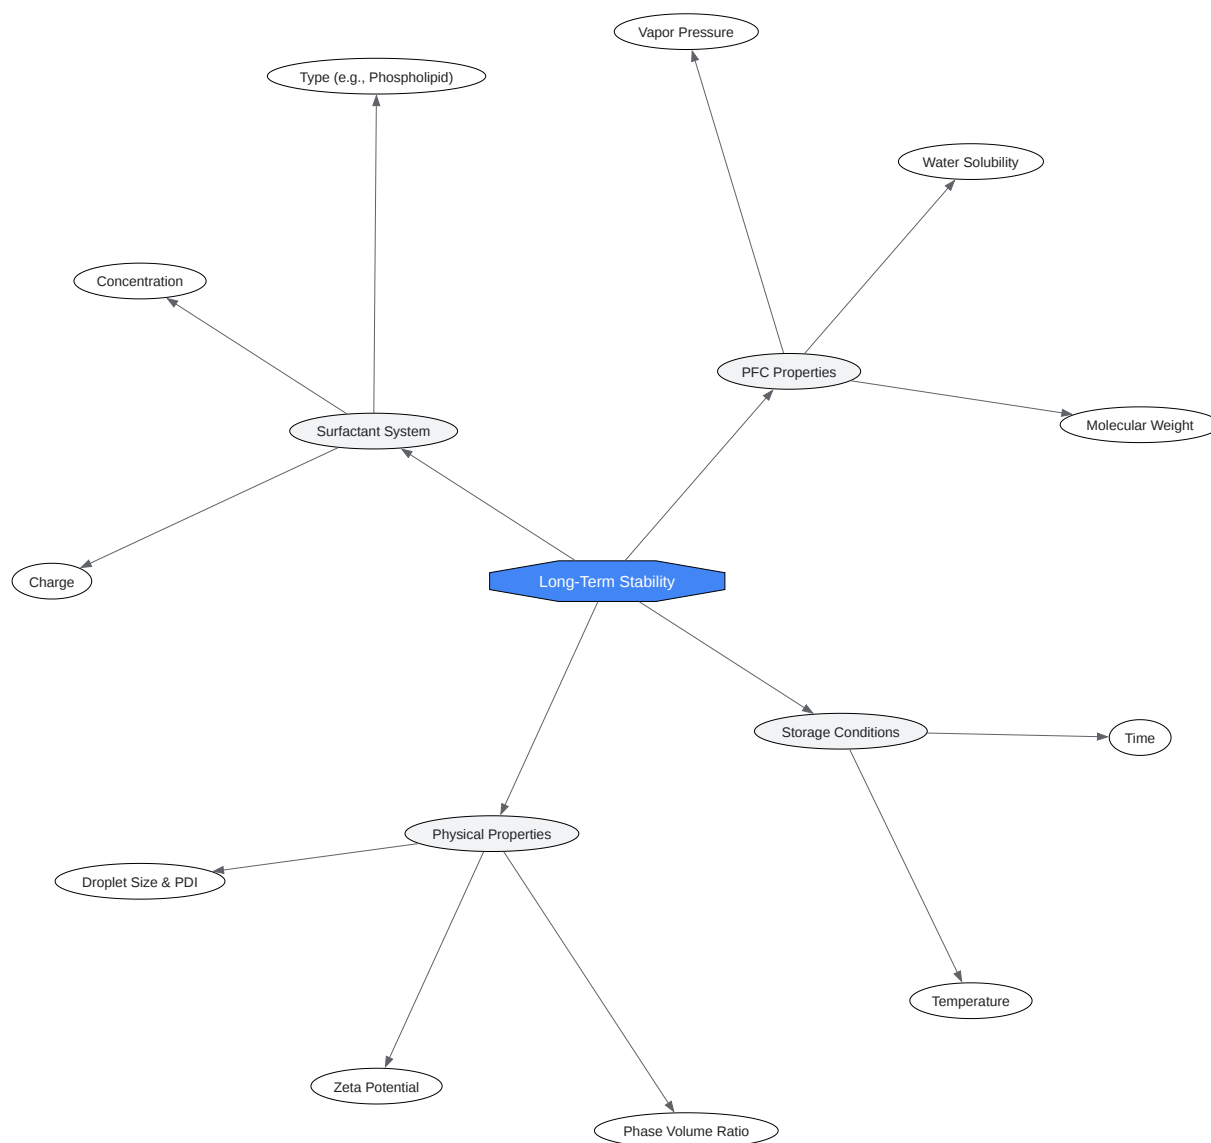 Vapor Pressure
Type (e.g., Phospholipid)
Water Solubility
Concentration
PFC Properties
Molecular Weight
Surfactant System
Charge
Long-Term Stability
Storage Conditions
Time
Physical Properties
Droplet Size & PDI
Temperature
Zeta Potential
Phase Volume Ratio